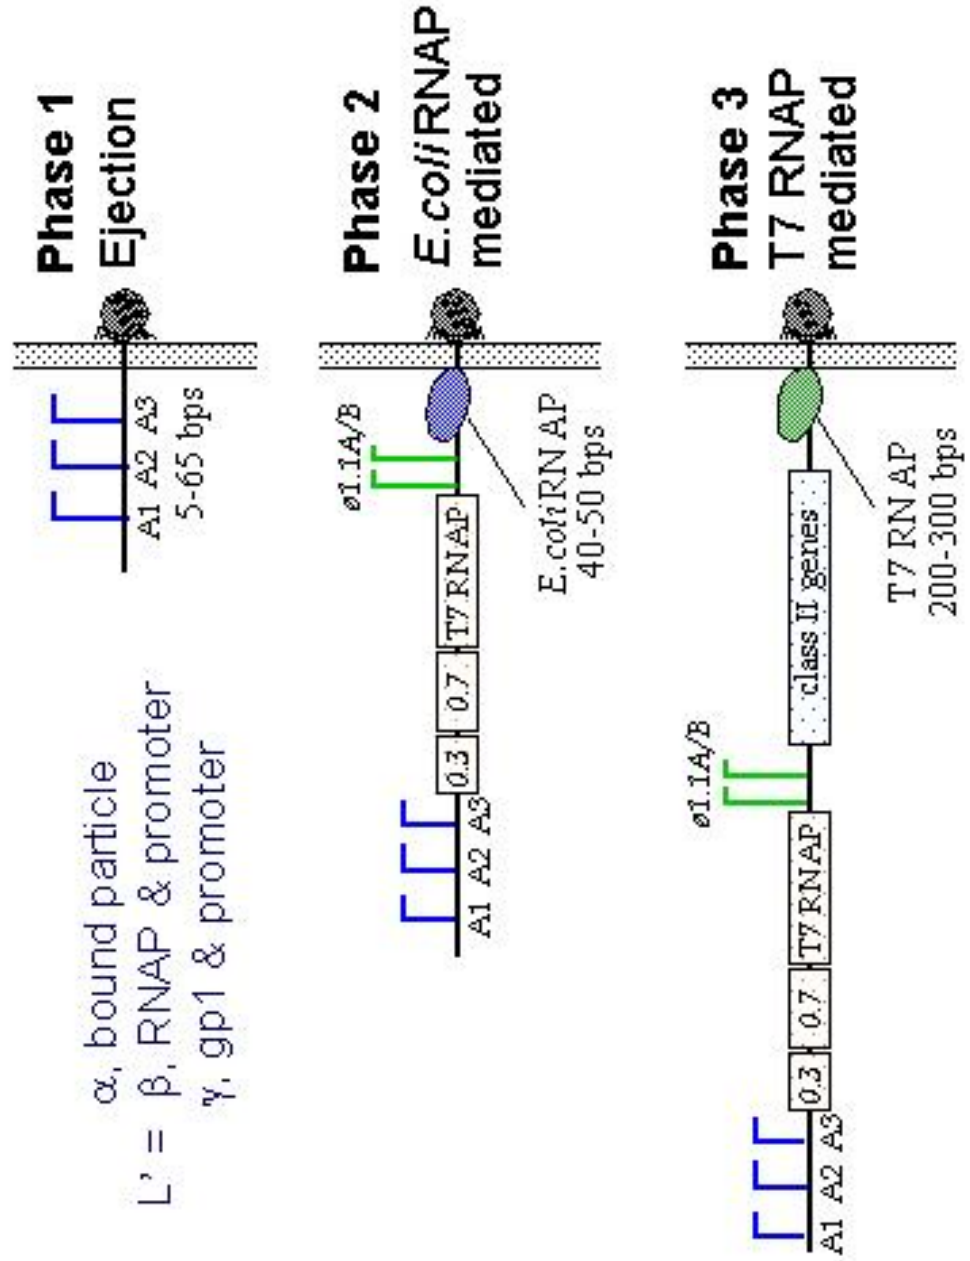 α, bound particle
L' = β, RNAP & promoter
γ, gp1 & promoter
Phase 1
Ejection
A1 A2 A3
5-65 bps
Phase 2
E.coli RNAP
mediated
ø1.1A/B
0.3 0.7 T7 RNAP
A1 A2 A3
E.coli RNAP
40-50 bps
Phase 3
T7 RNAP
mediated
ø1.1A/B
0.3 0.7 T7 RNAP class II genes
A1 A2 A3
T7 RNAP
200-300 bps